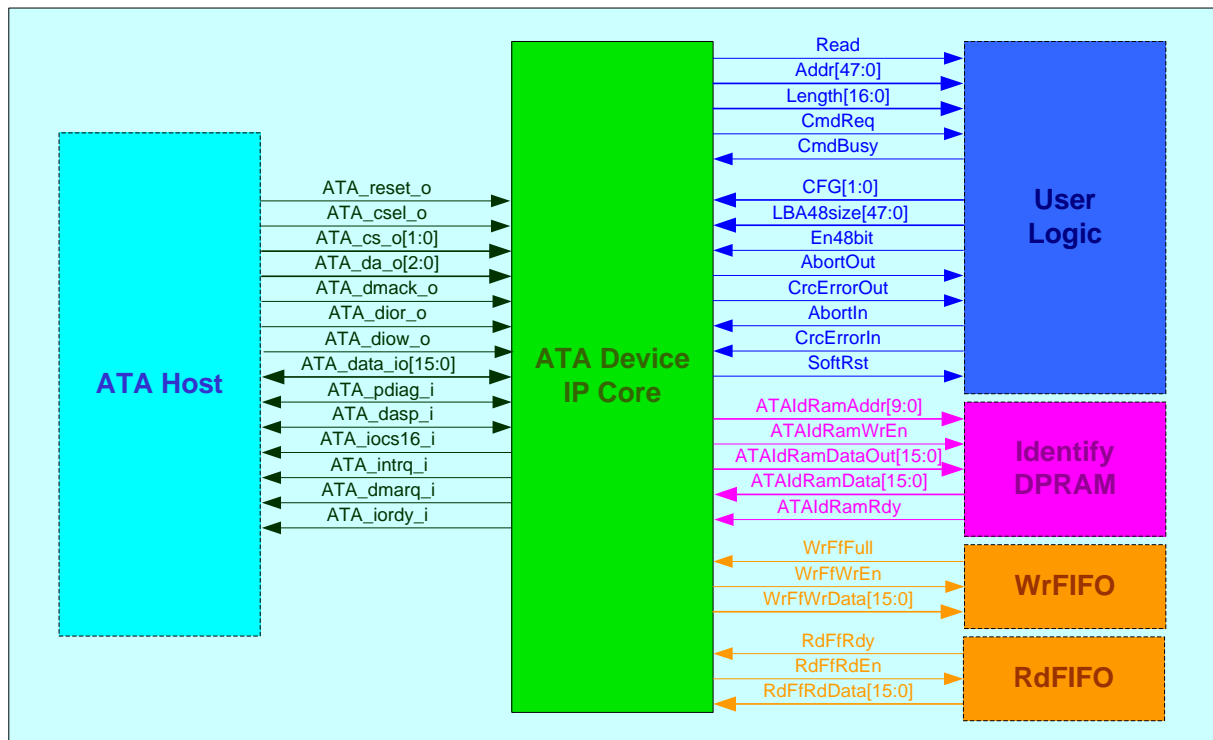 ATA Host
ATA_reset_o
ATA_csel_o
ATA_cs_o[1:0]
ATA_da_o[2:0]
ATA_dmack_o
ATA_dior_o
ATA_diow_o
ATA_data_io[15:0]
ATA_pdiag_i
ATA_dasp_i
ATA_iocs16_i
ATA_intrq_i
ATA_dmarq_i
ATA_iordy_i
ATA Device
IP Core
Read
Addr[47:0]
Length[16:0]
CmdReq
CmdBusy
CFG[1:0]
LBA48size[47:0]
En48bit
AbortOut
CrcErrorOut
AbortIn
CrcErrorIn
SoftRst
User
Logic
ATAIdRamAddr[9:0]
ATAIdRamWrEn
ATAIdRamDataOut[15:0]
ATAIdRamData[15:0]
ATAIdRamRdy
Identify
DPRAM
WrFfFull
WrFfWrEn
WrFfWrData[15:0]
WrFIFO
RdFfRdy
RdFfRdEn
RdFfRdData[15:0]
RdFIFO